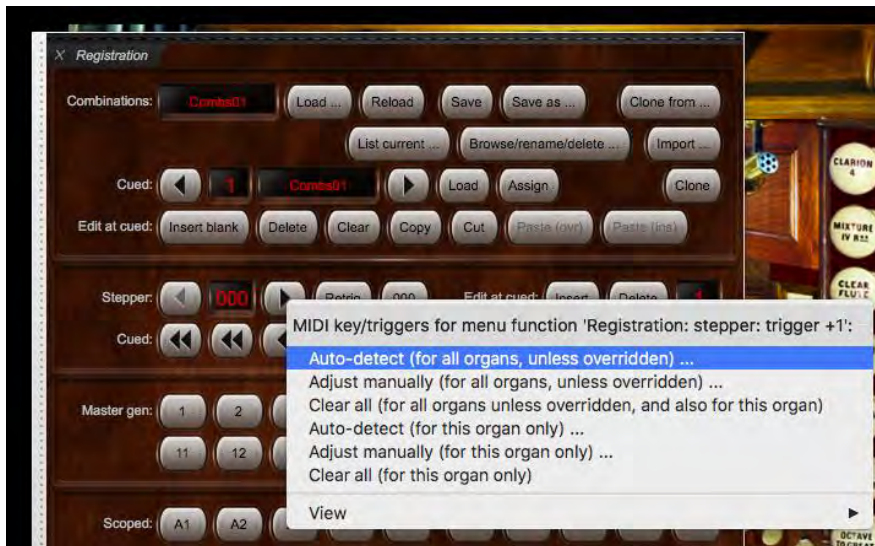 X Registration
Combinations: Combs01 Load ... Reload Save Save as ... Clone from ...
List current ... Browse/rename/delete ... Import ...
Cued: 1 Combs01 Load Assign Clone
Edit at cued: Insert blank Delete Clear Copy Cut Paste (ovr) Paste (ins)
Stepper: 000 Retrig 000 Edit at cued: Insert Delete 1
Cued:
MIDI key/triggers for menu function 'Registration: stepper: trigger +1':
Auto-detect (for all organs, unless overridden) ...
Adjust manually (for all organs, unless overridden) ...
Clear all (for all organs unless overridden, and also for this organ)
Auto-detect (for this organ only) ...
Adjust manually (for this organ only) ...
Clear all (for this organ only)
View
Master gen: 1 2
11 12
Scoped: A1 A2
CLARION
4
MIXTURE
IV
CLEAR
FLUTE
OCTAVE